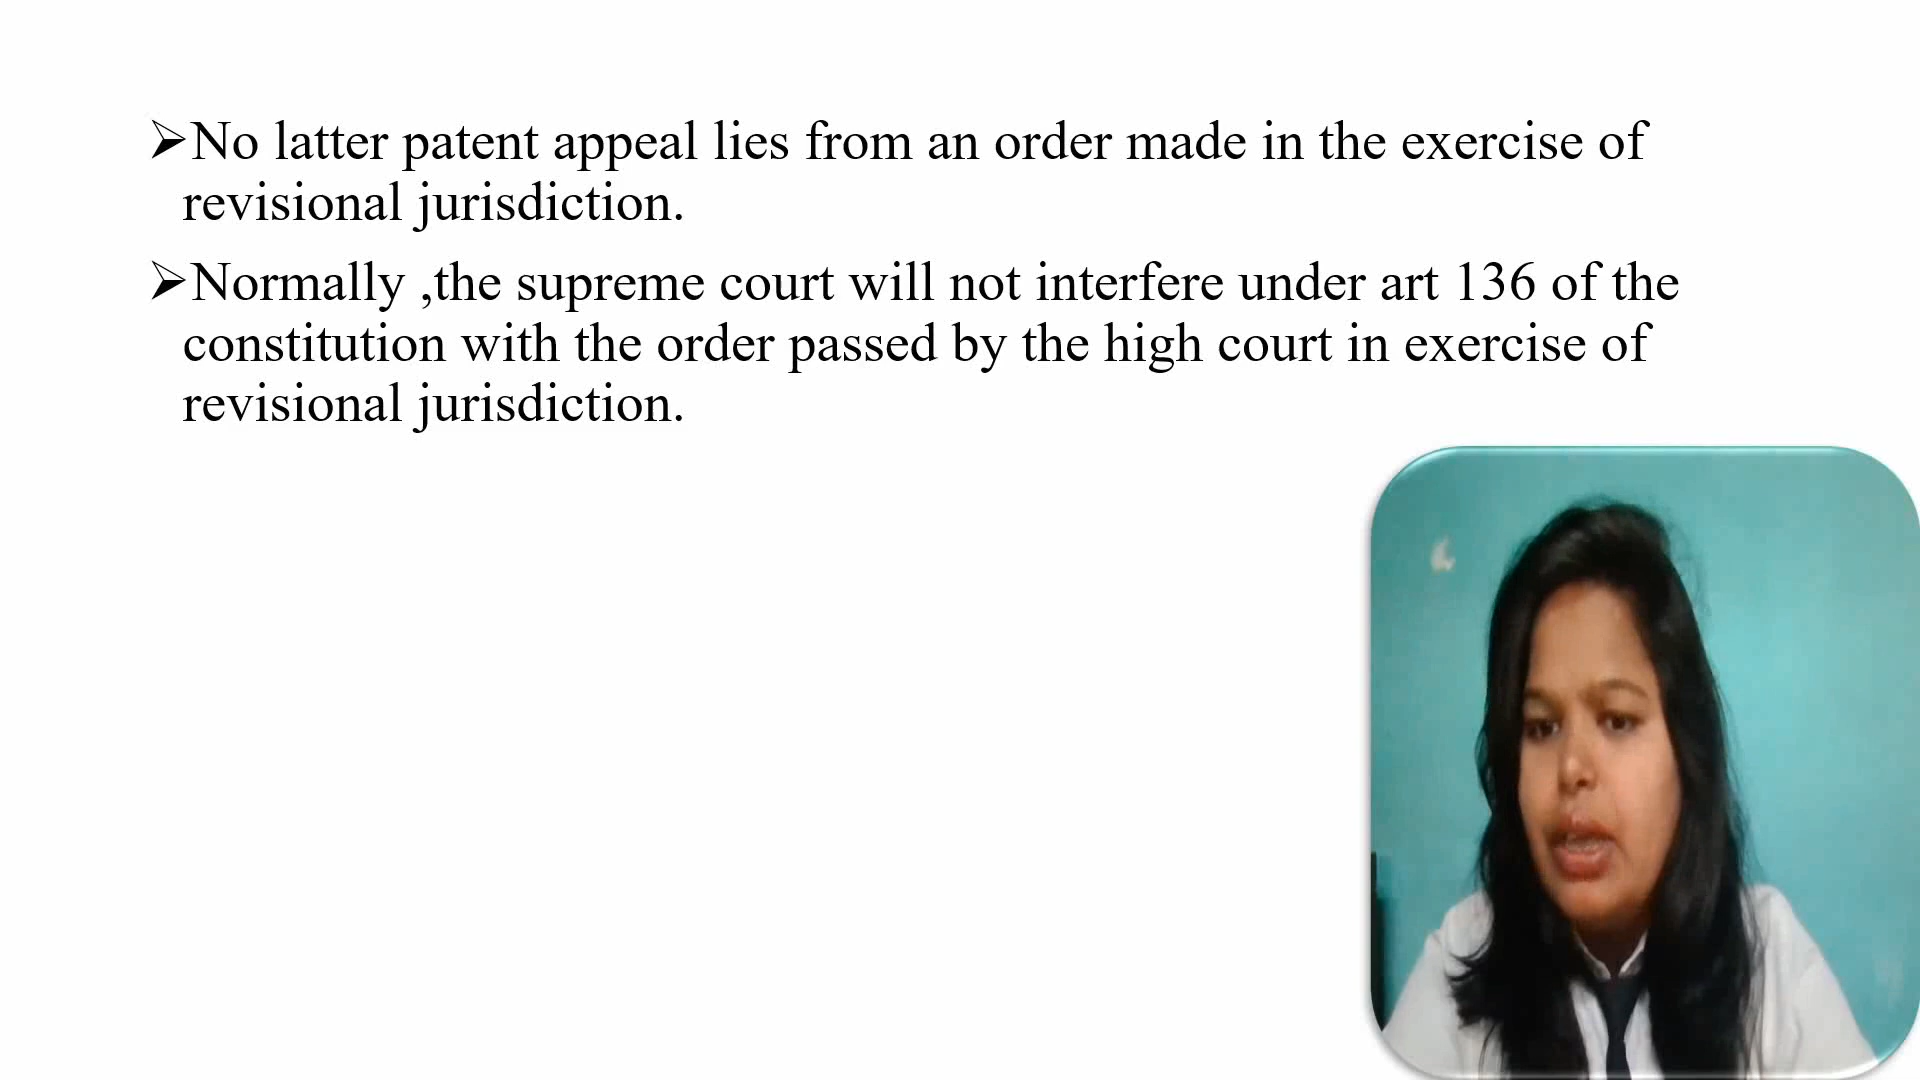 ➢No latter patent appeal lies from an order made in the exercise of
revisional jurisdiction.
➢Normally ,the supreme court will not interfere under art 136 of the
constitution with the order passed by the high court in exercise of
revisional jurisdiction.